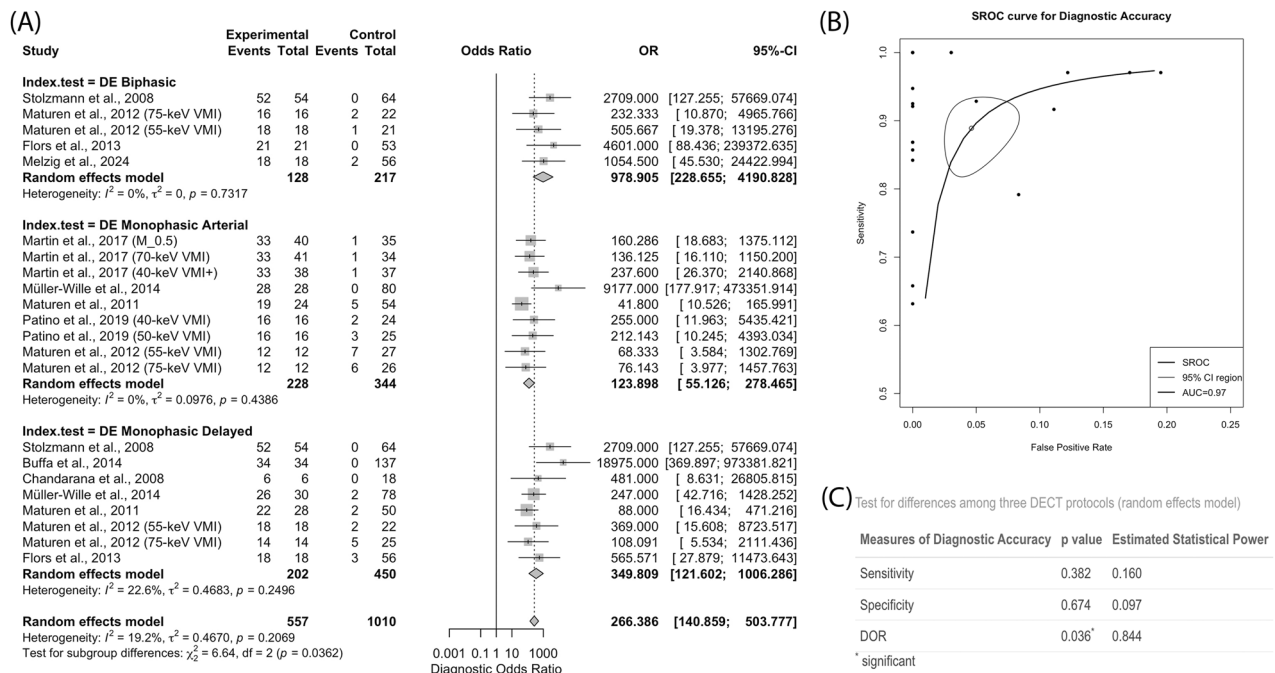 (A)
Experimental Control
Study Events Total Events Total Odds Ratio OR 95%-CI
Index.test = DE Biphasic
Stolzmann et al., 2008 52 54 0 64 2709.000 [127.255; 57669.074]
Maturen et al., 2012 (75-keV VMI) 16 16 2 22 232.333 [ 10.870; 4965.766]
Maturen et al., 2012 (55-keV VMI) 18 18 1 21 505.667 [ 19.378; 13195.276]
Flors et al., 2013 21 21 0 53 4601.000 [ 88.436; 239372.635]
Melzig et al., 2024 18 18 2 56 1054.500 [ 45.530; 24422.994]
Random effects model 128 217 978.905 [228.655; 4190.828]
Heterogeneity: I² = 0%, τ² = 0, p = 0.7317
Index.test = DE Monophasic Arterial
Martin et al., 2017 (M_0.5) 33 40 1 35 160.286 [ 18.683; 1375.112]
Martin et al., 2017 (70-keV VMI) 33 41 1 34 136.125 [ 16.110; 1150.200]
Martin et al., 2017 (40-keV VMI+) 33 38 1 37 237.600 [ 26.370; 2140.868]
Müller-Wille et al., 2014 28 28 0 80 9177.000 [177.917; 473351.914]
Maturen et al., 2011 19 24 5 54 41.800 [ 10.526; 165.991]
Patino et al., 2019 (40-keV VMI) 16 16 2 24 255.000 [ 11.963; 5435.421]
Patino et al., 2019 (50-keV VMI) 16 16 3 25 212.143 [ 10.245; 4393.034]
Maturen et al., 2012 (55-keV VMI) 12 12 7 27 68.333 [ 3.584; 1302.769]
Maturen et al., 2012 (75-keV VMI) 12 12 6 26 76.143 [ 3.977; 1457.763]
Random effects model 228 344 123.898 [ 55.126; 278.465]
Heterogeneity: I² = 0%, τ² = 0.0976, p = 0.4386
Index.test = DE Monophasic Delayed
Stolzmann et al., 2008 52 54 0 64 2709.000 [127.255; 57669.074]
Buffa et al., 2014 34 34 0 137 18975.000 [369.897; 973381.821]
Chandarana et al., 2008 6 6 0 18 481.000 [ 8.631; 26805.815]
Müller-Wille et al., 2014 26 30 2 78 247.000 [ 42.716; 1428.252]
Maturen et al., 2011 22 28 2 50 88.000 [ 16.434; 471.216]
Maturen et al., 2012 (55-keV VMI) 18 18 2 22 369.000 [ 15.608; 8723.517]
Maturen et al., 2012 (75-keV VMI) 14 14 5 25 108.091 [ 5.534; 2111.436]
Flors et al., 2013 18 18 3 56 565.571 [ 27.879; 11473.643]
Random effects model 202 450 349.809 [121.602; 1006.286]
Heterogeneity: I² = 22.6%, τ² = 0.4683, p = 0.2496
Random effects model 557 1010 266.386 [140.859; 503.777]
Heterogeneity: I² = 19.2%, τ² = 0.4670, p = 0.2069
Test for subgroup differences: χ²₂ = 6.64, df = 2 (p = 0.0362)
0.001 0.1 1 10 1000
Diagnostic Odds Ratio
(B)
SROC curve for Diagnostic Accuracy
1.0
0.9
0.8
0.7
0.6
0.5
Sensitivity
SROC
95% CI region
AUC=0.97
0.00 0.05 0.10 0.15 0.20 0.25
False Positive Rate
(C)
Test for differences among three DECT protocols (random effects model)
Measures of Diagnostic Accuracy p value Estimated Statistical Power
Sensitivity 0.382 0.160
Specificity 0.674 0.097
DOR 0.036* 0.844
* significant